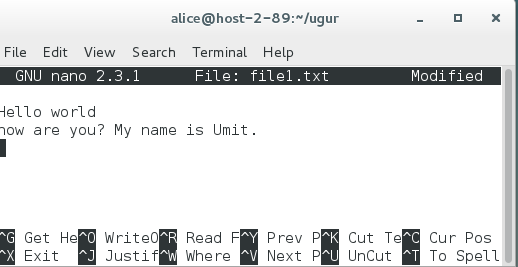 alice@host-2-89:~/ugur
File Edit View Search Terminal Help
GNU nano 2.3.1 File: file1.txt Modified
Hello world
how are you? My name is Umit.
^G Get He^O WriteO^R Read F^Y Prev P^K Cut Te^C Cur Pos
^X Exit ^J Justif^W Where ^V Next P^U UnCut ^T To Spell